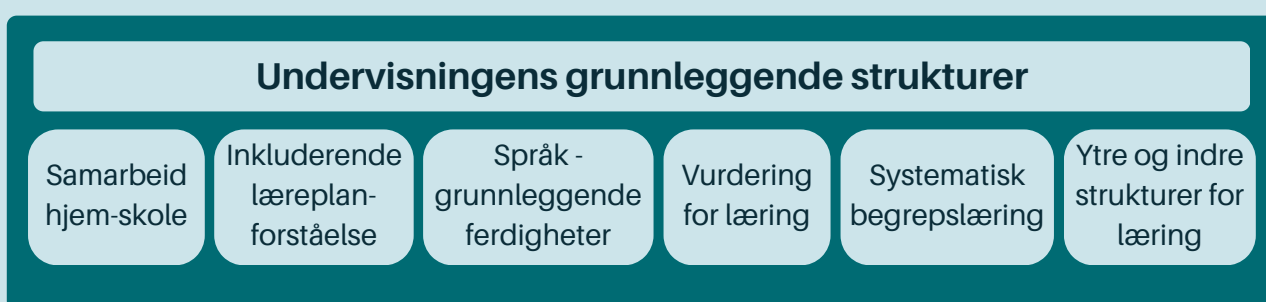 Undervisningens grunnleggende strukturer
Samarbeid
hjem-skole
Inkluderende
læreplan-
forståelse
Språk -
grunnleggende
ferdigheter
Vurdering
for læring
Systematisk
begrepslæring
Ytre og indre
strukturer for
læring